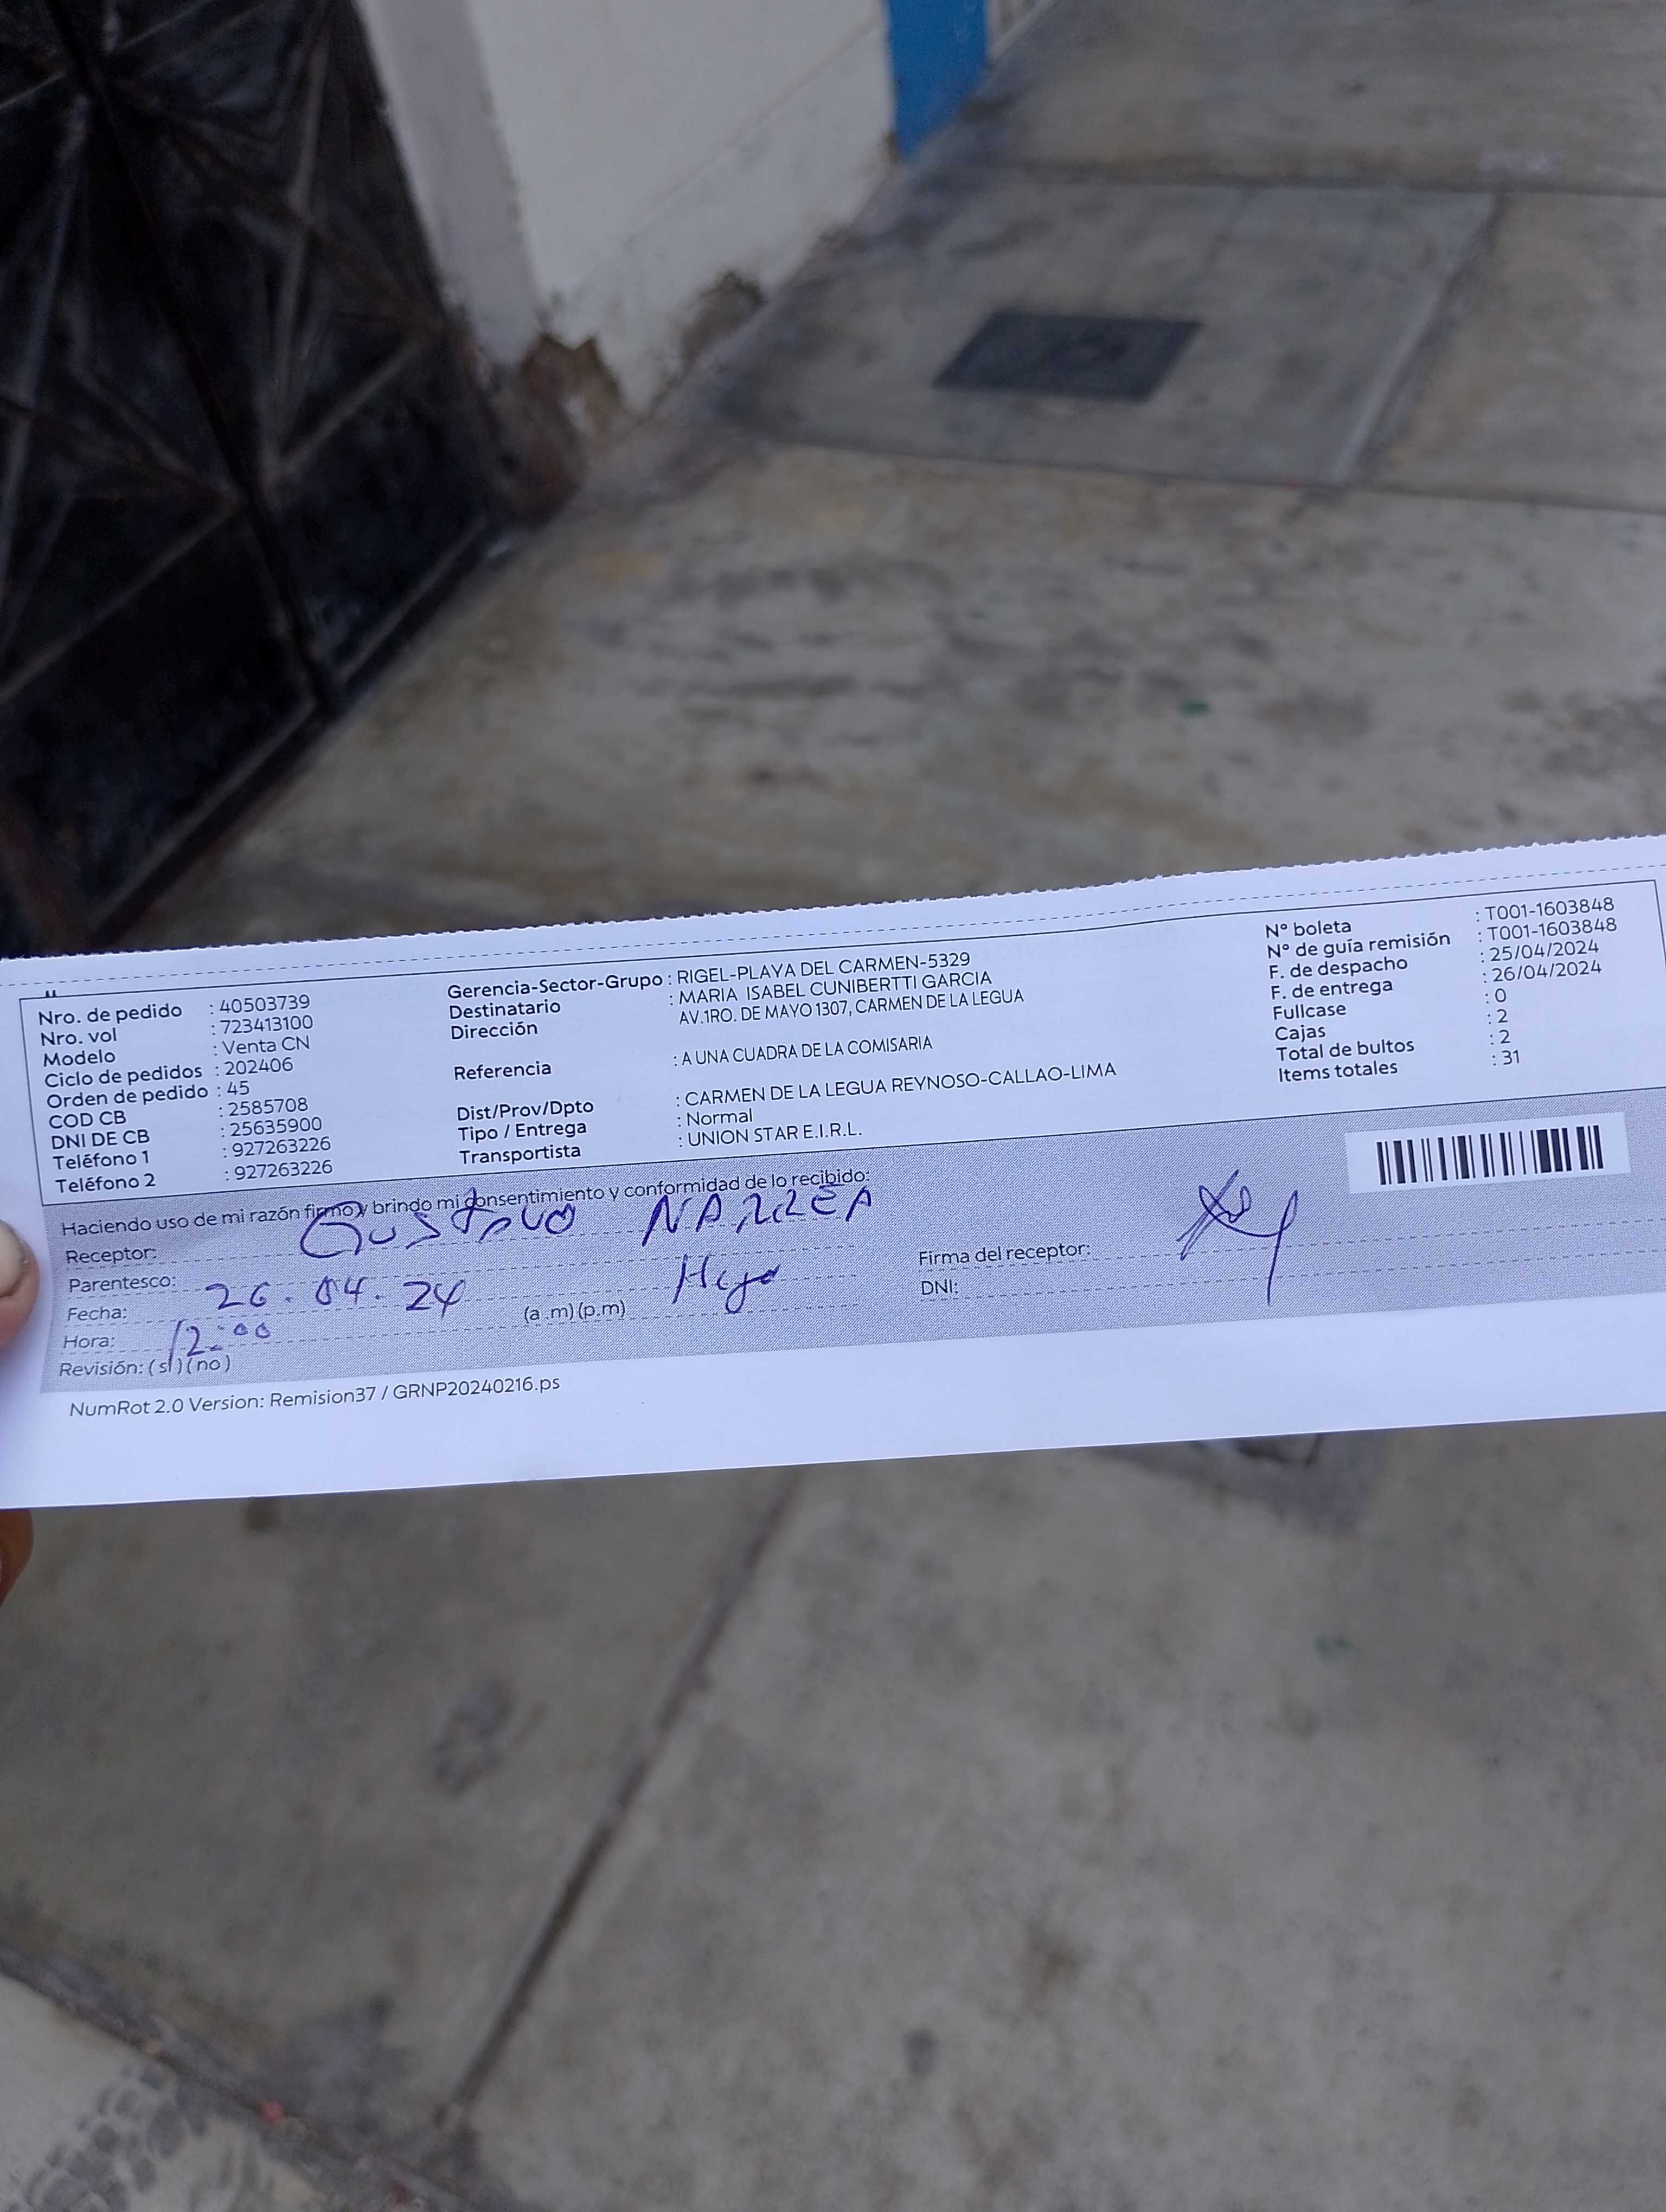 Nro. de pedido : 40503739
Nro. vol : 723413100
Modelo : Venta CN
Ciclo de pedidos : 202406
Orden de pedido : 45
COD CB : 2585708
DNI DE CB : 25635900
Teléfono 1 : 927263226
Teléfono 2 : 927263226
Gerencia-Sector-Grupo : RIGEL-PLAYA DEL CARMEN-5329
Destinatario : MARIA ISABEL CUNIBERTTI GARCIA
Dirección AV.1RO. DE MAYO 1307, CARMEN DE LA LEGUA
Referencia : A UNA CUADRA DE LA COMISARIA
Dist/Prov/Dpto : CARMEN DE LA LEGUA REYNOSO-CALLAO-LIMA
Tipo / Entrega : Normal
Transportista : UNION STAR E.I.R.L.
N° boleta : T001-1603848
N° de guía remisión : T001-1603848
F. de despacho : 25/04/2024
F. de entrega : 26/04/2024
Fullcase : 0
Cajas : 2
Total de bultos : 2
Items totales : 31
Haciendo uso de mi razón firmo y brindo mi consentimiento y conformidad de lo recibido:
Receptor: Gustavo
Parentesco: Hijo
Fecha: 26.04.24
Hora: 12:00 (a.m)(p.m)
Revisión: (si)(no)
Firma del receptor:
DNI:
NumRot 2.0 Version: Remision37 / GRNP20240216.ps